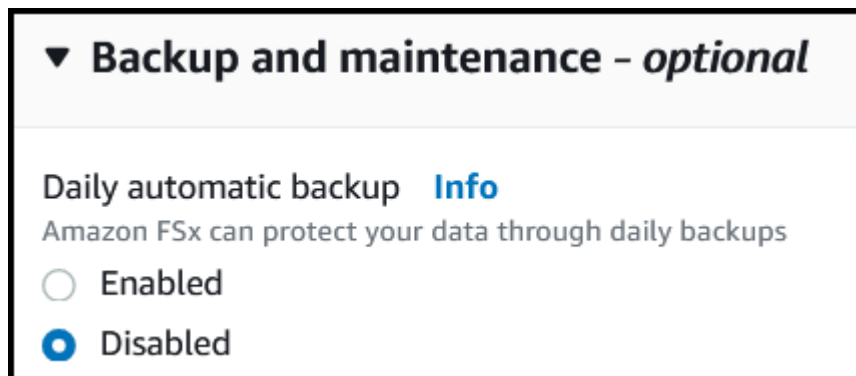 Backup and maintenance - optional
Daily automatic backup Info
Amazon FSx can protect your data through daily backups
Enabled
Disabled